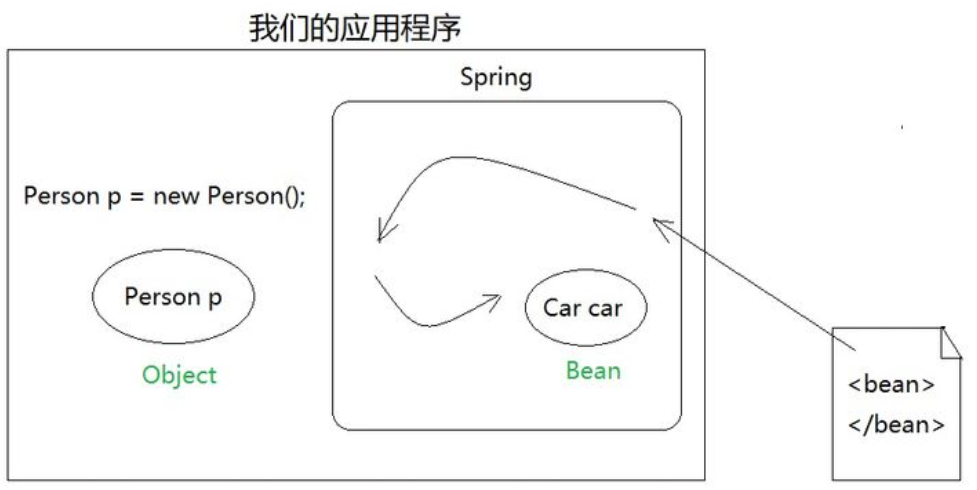 我们的应用程序
Spring
Person p = new Person();
Person p
Car car
Object
Bean
<bean>
</bean>